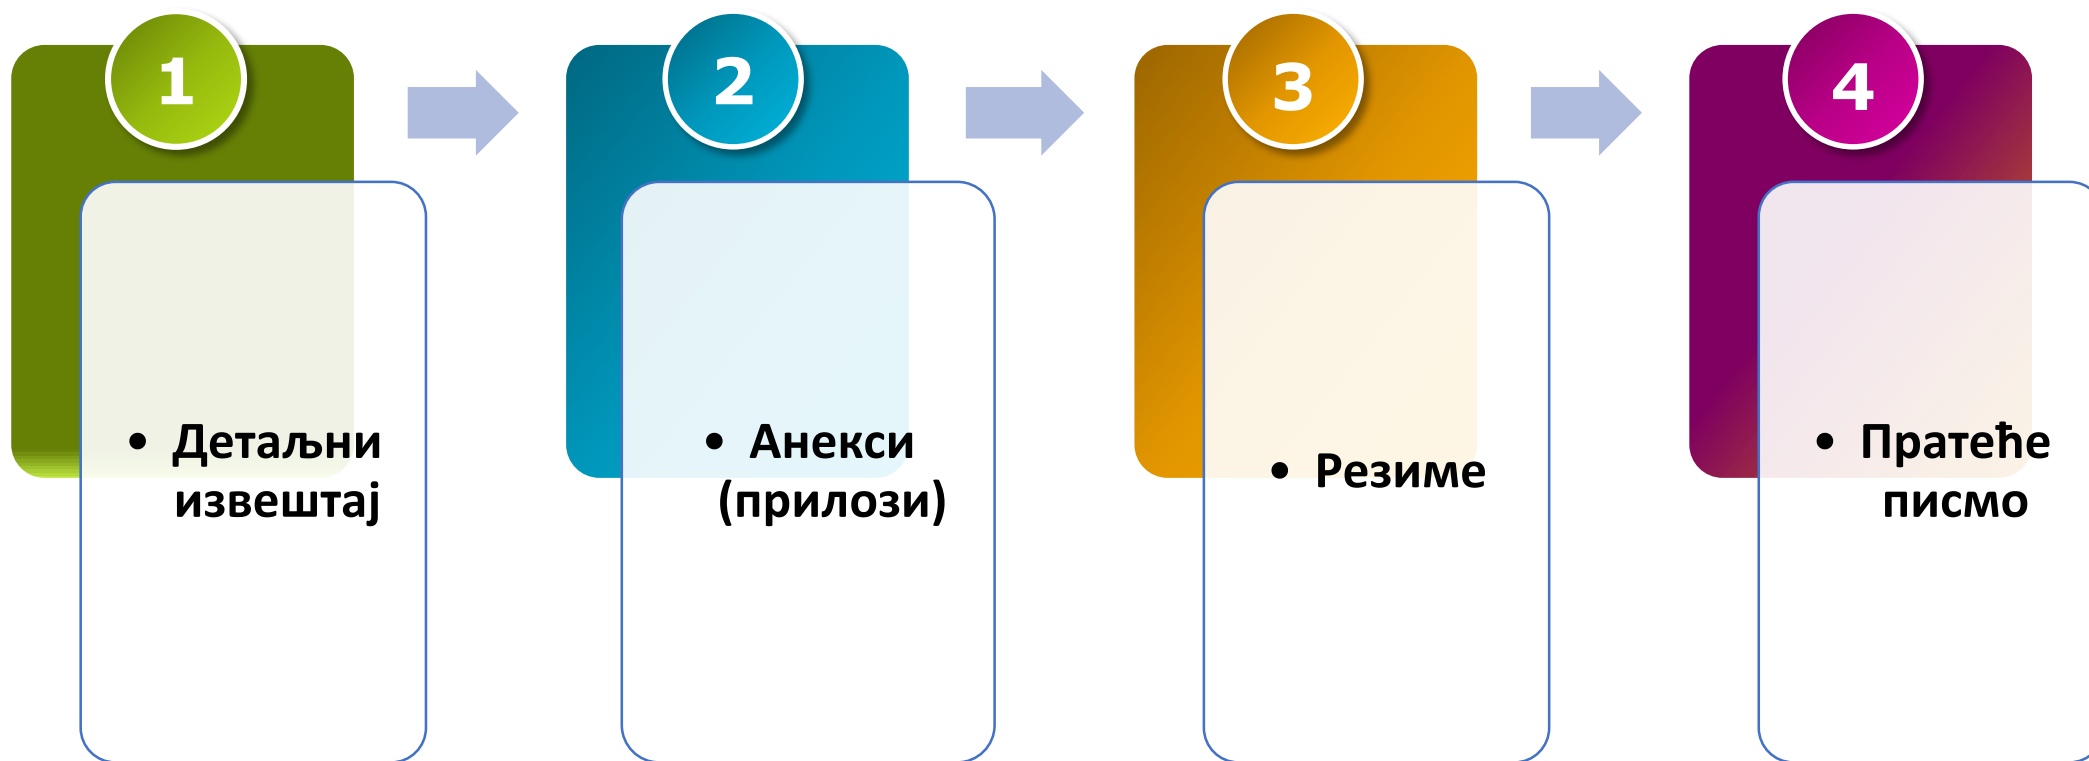 1
• Детаљни
извештај
2
• Анекси
(прилози)
3
• Резиме
4
• Пратеће
писмо